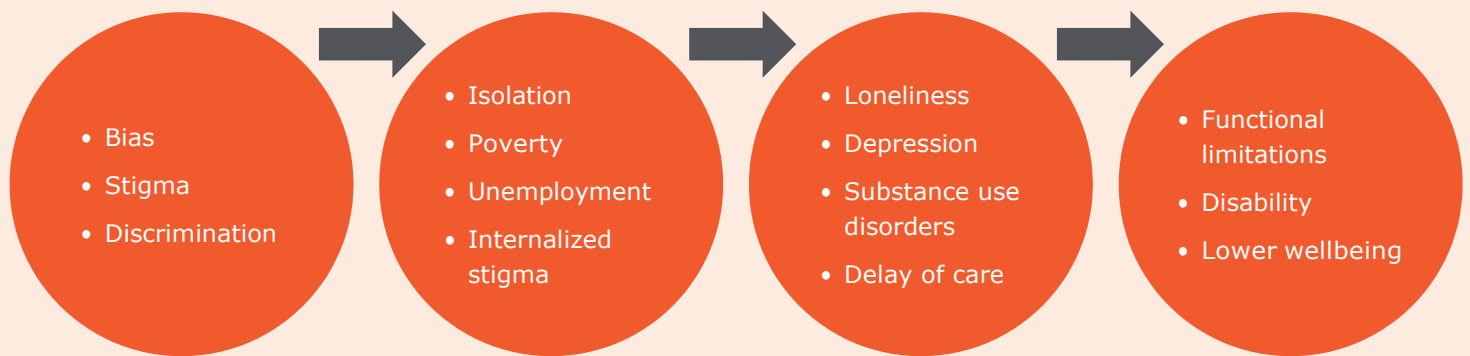 • Bias
• Stigma
• Discrimination
• Isolation
• Poverty
• Unemployment
• Internalized
stigma
• Loneliness
• Depression
• Substance use
disorders
• Delay of care
• Functional
limitations
• Disability
• Lower wellbeing